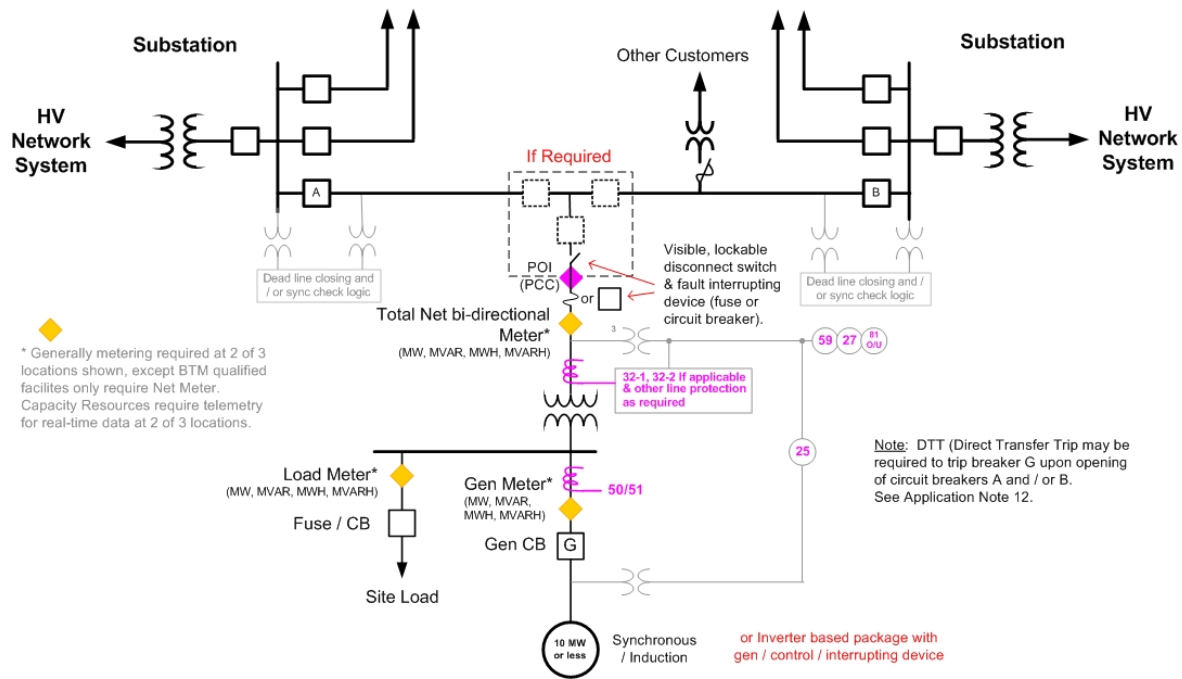 Substation
Substation
Other Customers
HV
Network
System
HV
Network
System
If Required
A
B
Dead line closing and
/ or sync check logic
POI
(PCC)
or
Visible, lockable
disconnect switch
& fault interrupting
device (fuse or
circuit breaker).
Dead line closing and /
or sync check logic
Total Net bi-directional
Meter*
(MW, MVAR, MWH, MVARH)
3
59
27
81
O/U
* Generally metering required at 2 of 3
locations shown, except BTM qualified
facilites only require Net Meter.
Capacity Resources require telemetry
for real-time data at 2 of 3 locations.
32-1, 32-2 If applicable
& other line protection
as required
25
Note: DTT (Direct Transfer Trip may be
required to trip breaker G upon opening
of circuit breakers A and / or B.
See Application Note 12.
Load Meter*
(MW, MVAR, MWH, MVARH)
Fuse / CB
Site Load
Gen Meter*
(MW, MVAR,
MWH, MVARH)
50/51
Gen CB
G
10 MW
or less
Synchronous
/ Induction
or Inverter based package with
gen / control / interrupting device